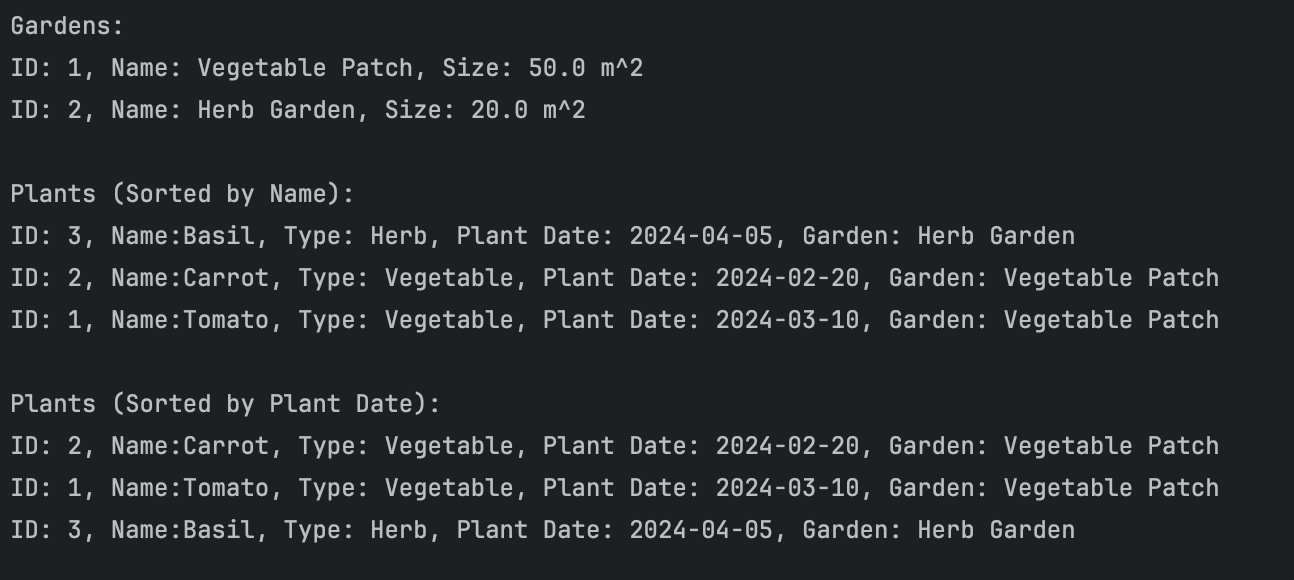 Gardens:
ID: 1, Name: Vegetable Patch, Size: 50.0 m^2
ID: 2, Name: Herb Garden, Size: 20.0 m^2
Plants (Sorted by Name):
ID: 3, Name:Basil, Type: Herb, Plant Date: 2024-04-05, Garden: Herb Garden
ID: 2, Name:Carrot, Type: Vegetable, Plant Date: 2024-02-20, Garden: Vegetable Patch
ID: 1, Name:Tomato, Type: Vegetable, Plant Date: 2024-03-10, Garden: Vegetable Patch
Plants (Sorted by Plant Date):
ID: 2, Name:Carrot, Type: Vegetable, Plant Date: 2024-02-20, Garden: Vegetable Patch
ID: 1, Name:Tomato, Type: Vegetable, Plant Date: 2024-03-10, Garden: Vegetable Patch
ID: 3, Name:Basil, Type: Herb, Plant Date: 2024-04-05, Garden: Herb Garden